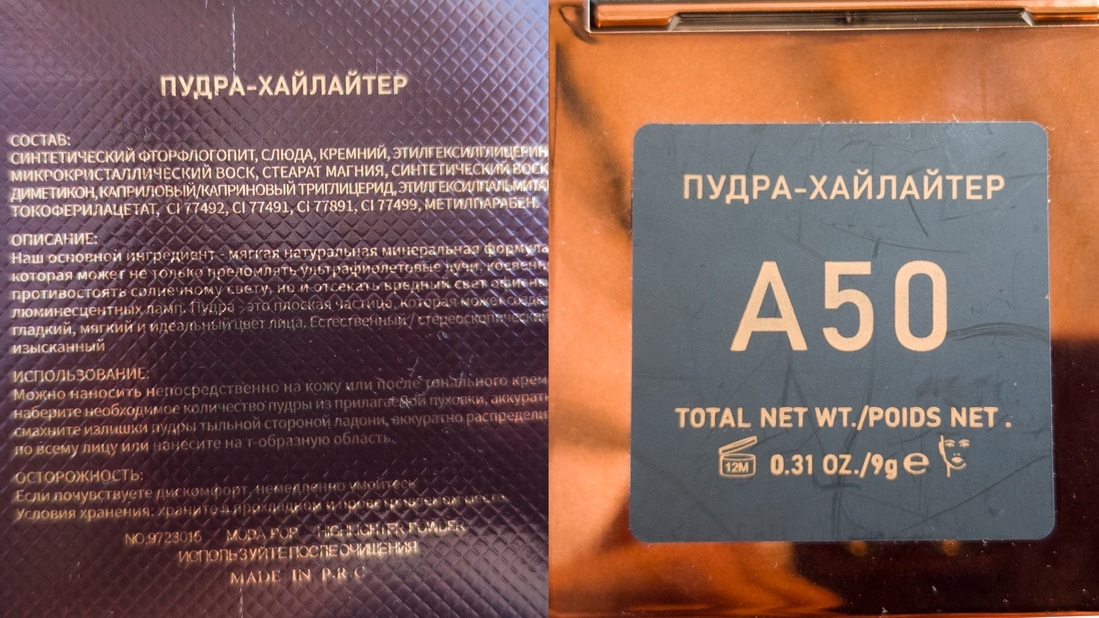 ПУДРА-ХАЙЛАЙТЕР
СОСТАВ:
СИНТЕТИЧЕСКИЙ ФТОРФЛОГОПИТ, СЛЮДА, КРЕМНИЙ, ЭТИЛГЕКСИЛГЛИЦЕРИН
МИКРОКРИСТАЛЛИЧЕСКИЙ ВОСК, СТЕАРАТ МАГНИЯ, СИНТЕТИЧЕСКИЙ ВОСК
ДИМЕТИКОН, КАПРИЛОВЫЙ/КАПРИНОВЫЙ ТРИГЛИЦЕРИД, ЭТИЛГЕКСИЛПАЛЬМИТАТ
ТОКОФЕРИЛАЦЕТАТ, CI 77492, CI 77491, CI 77891, CI 77499, МЕТИЛПАРАБЕН.
ОПИСАНИЕ:
Наш основной ингредиент - мягкая натуральная минеральная формула
которая может не только преломлять ультрафиолетовые лучи,
противостоять солнечному свету, но и отсекать вредный свет
люминесцентных ламп. Пудра - это плоская частица, которая может
гладкий, мягкий и идеальный цвет лица. Естественный / стереоскопический
изысканный
ИСПОЛЬЗОВАНИЕ:
Можно наносить непосредственно на кожу или после тонального крем
наберите необходимое количество пудры из прилагаемой пуховки, аккуратн
смахните излишки пудры тыльной стороной ладони, аккуратно распредели
по всему лицу или нанесите на т-образную область.
ОСТОРОЖНОСТЬ:
Если почувствуете дискомфорт, немедленно умойтесь
Условия хранения: храните в прохладном и проветриваемом месте
NO.9723015 MODA POP HIGHLIGHTER POWDER
ИСПОЛЬЗУЙТЕ ПОСЛЕ ОЧИЩЕНИЯ
MADE IN P.R.C
ПУДРА-ХАЙЛАЙТЕР
A50
TOTAL NET WT./POIDS NET .
12M 0.31 OZ./9g e